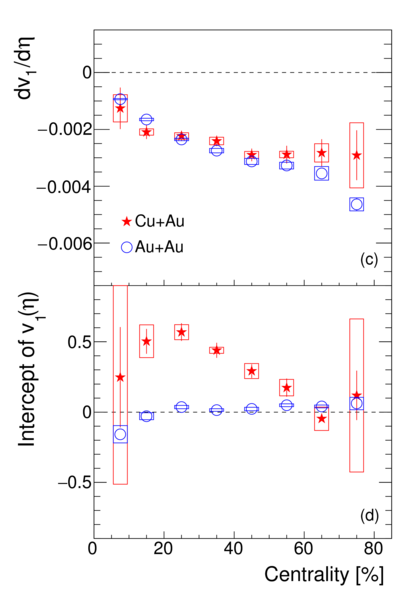 dv1/dη
0
−0.002
−0.004
−0.006
Cu+Au
Au+Au
(c)
Intercept of v1(η)
0.5
0
−0.5
(d)
0 20 40 60 80
Centrality [%]